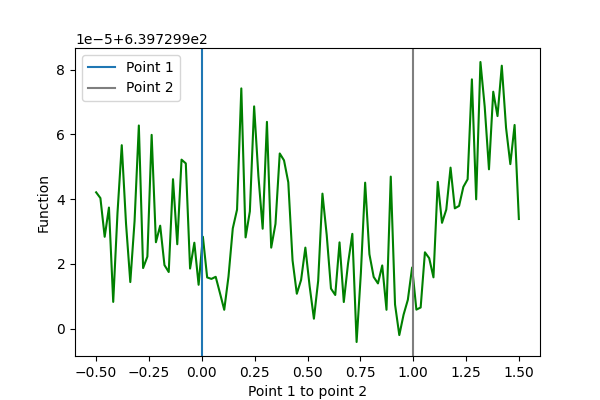 1e−5+6.397299e2
Point 1
Point 2
8
6
4
2
0
Function
−0.50 −0.25 0.00 0.25 0.50 0.75 1.00 1.25 1.50
Point 1 to point 2